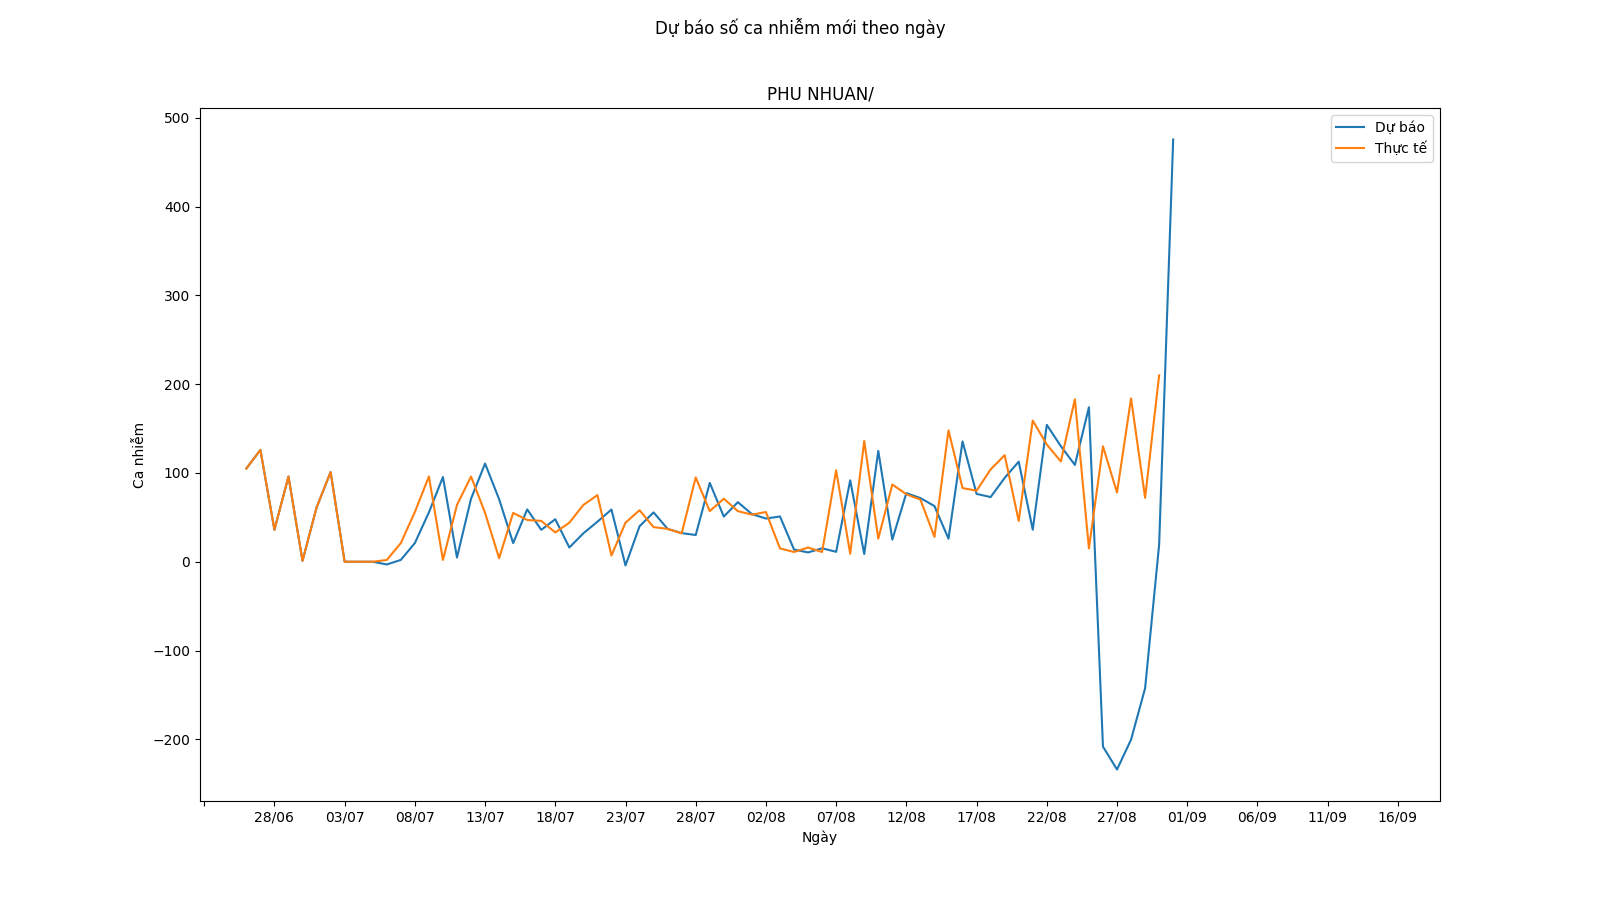 Dự báo số ca nhiễm mới theo ngày
PHU NHUAN/
Dự báo
Thực tế
500
400
300
200
100
0
−100
−200
Ca nhiễm
28/06 03/07 08/07 13/07 18/07 23/07 28/07 02/08 07/08 12/08 17/08 22/08 27/08 01/09 06/09 11/09 16/09
Ngày